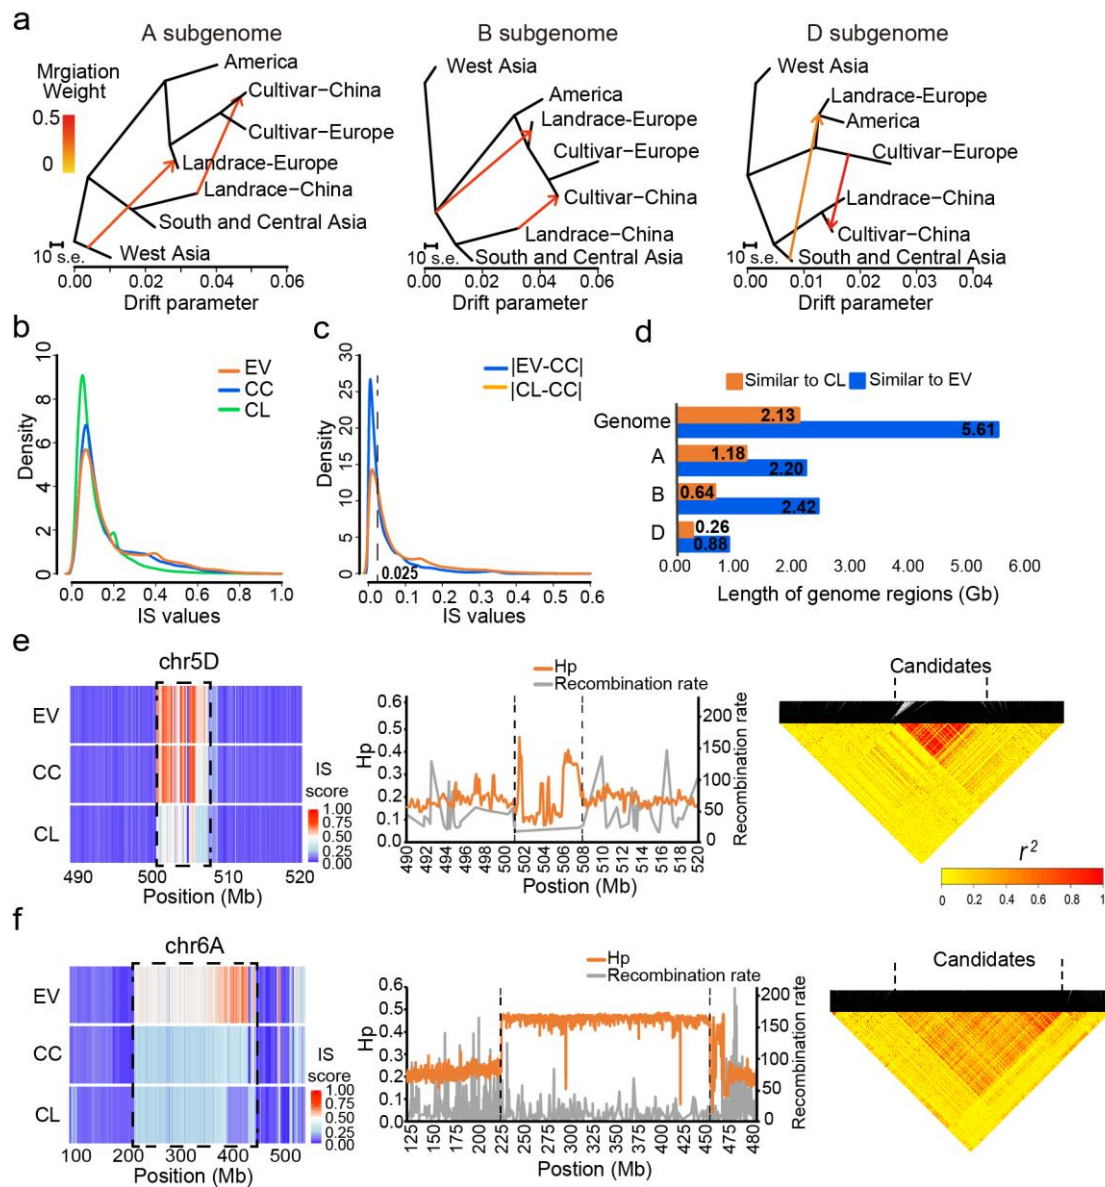 a
A subgenome
B subgenome
D subgenome
Mrgiation
Weight
0.5
0
America
Cultivar−China
Cultivar−Europe
Landrace-Europe
Landrace−China
South and Central Asia
West Asia
10 s.e.
0.00 0.02 0.04 0.06
Drift parameter
West Asia
America
Landrace-Europe
Cultivar−Europe
Cultivar−China
Landrace−China
South and Central Asia
10 s.e.
0.00 0.02 0.04 0.06
Drift parameter
West Asia
Landrace-Europe
America
Cultivar−Europe
Landrace−China
Cultivar−China
South and Central Asia
10 s.e.
0.00 0.01 0.02 0.03 0.04
Drift parameter
b
EV
CC
CL
Density
0 2 4 6 8 10
0.0 0.2 0.4 0.6 0.8 1.0
IS values
c
|EV-CC|
|CL-CC|
Density
0 5 10 15 20 25 30
0.025
0.0 0.1 0.2 0.3 0.4 0.5 0.6
IS values
d
Similar to CL Similar to EV
Genome 2.13 5.61
A 1.18 2.20
B 0.64 2.42
D 0.26 0.88
0.00 1.00 2.00 3.00 4.00 5.00 6.00
Length of genome regions (Gb)
e
chr5D
EV
CC
CL
IS
score
1.00
0.75
0.50
0.25
0.00
490 500 510 520
Position (Mb)
Hp
Recombination rate
Hp
0.6 0.5 0.4 0.3 0.2 0.1 0.0
200 150 100 50 0
Recombination rate
490 492 494 496 498 500 502 504 506 508 510 512 514 516 518 520
Postion (Mb)
Candidates
r²
0 0.2 0.4 0.6 0.8 1
f
chr6A
EV
CC
CL
IS
score
1.00
0.75
0.50
0.25
0.00
100 200 300 400 500
Position (Mb)
Hp
Recombination rate
Hp
0.6 0.5 0.4 0.3 0.2 0.1 0.0
200 150 100 50 0
Recombination rate
125 150 175 200 225 250 275 300 325 350 375 400 425 450 475 480
Position (Mb)
Candidates